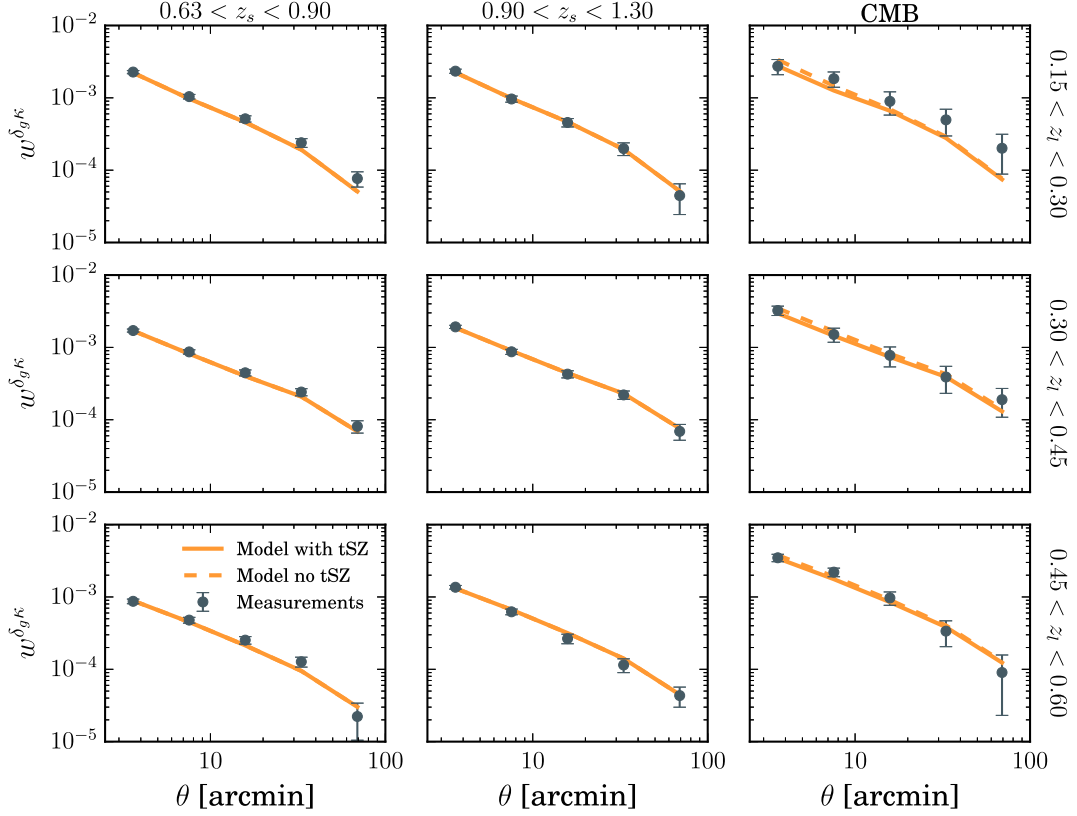 0.63 < z_s < 0.90
0.90 < z_s < 1.30
CMB
10^{-2}
10^{-3}
10^{-4}
10^{-5}
w^{δ_g κ}
0.15 < z_l < 0.30
10^{-2}
10^{-3}
10^{-4}
10^{-5}
w^{δ_g κ}
0.30 < z_l < 0.45
10^{-2}
10^{-3}
10^{-4}
10^{-5}
w^{δ_g κ}
Model with tSZ
Model no tSZ
Measurements
0.45 < z_l < 0.60
10 100
10 100
10 100
θ [arcmin]
θ [arcmin]
θ [arcmin]